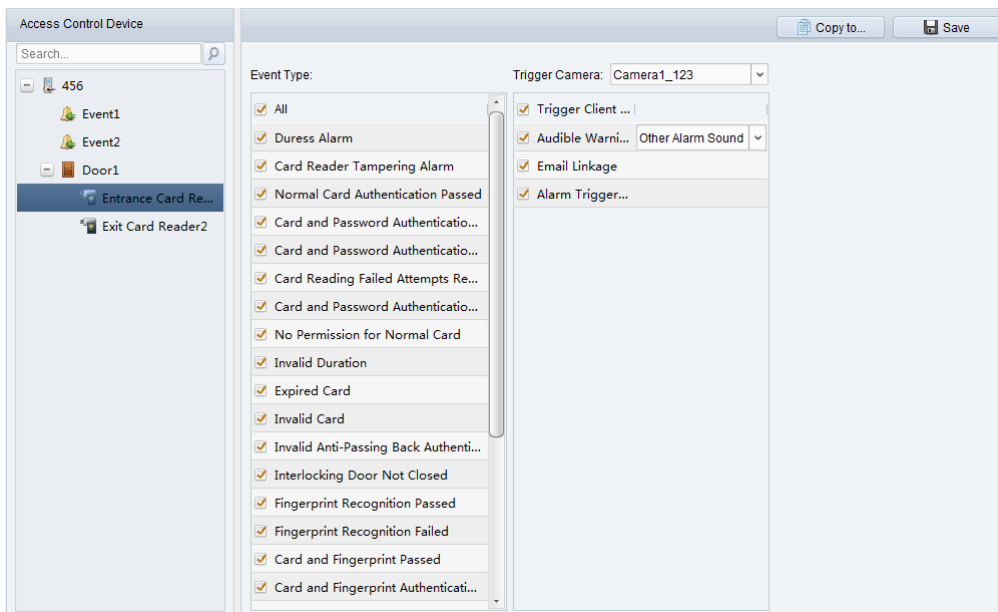 Access Control Device
Copy to...
Save
Search...
456
Event1
Event2
Door1
Entrance Card Re...
Exit Card Reader2
Event Type:
All
Duress Alarm
Card Reader Tampering Alarm
Normal Card Authentication Passed
Card and Password Authenticatio...
Card and Password Authenticatio...
Card Reading Failed Attempts Re...
Card and Password Authenticatio...
No Permission for Normal Card
Invalid Duration
Expired Card
Invalid Card
Invalid Anti-Passing Back Authenti...
Interlocking Door Not Closed
Fingerprint Recognition Passed
Fingerprint Recognition Failed
Card and Fingerprint Passed
Card and Fingerprint Authenticati...
Trigger Camera: Camera1_123
Trigger Client ...
Audible Warni... Other Alarm Sound
Email Linkage
Alarm Trigger...